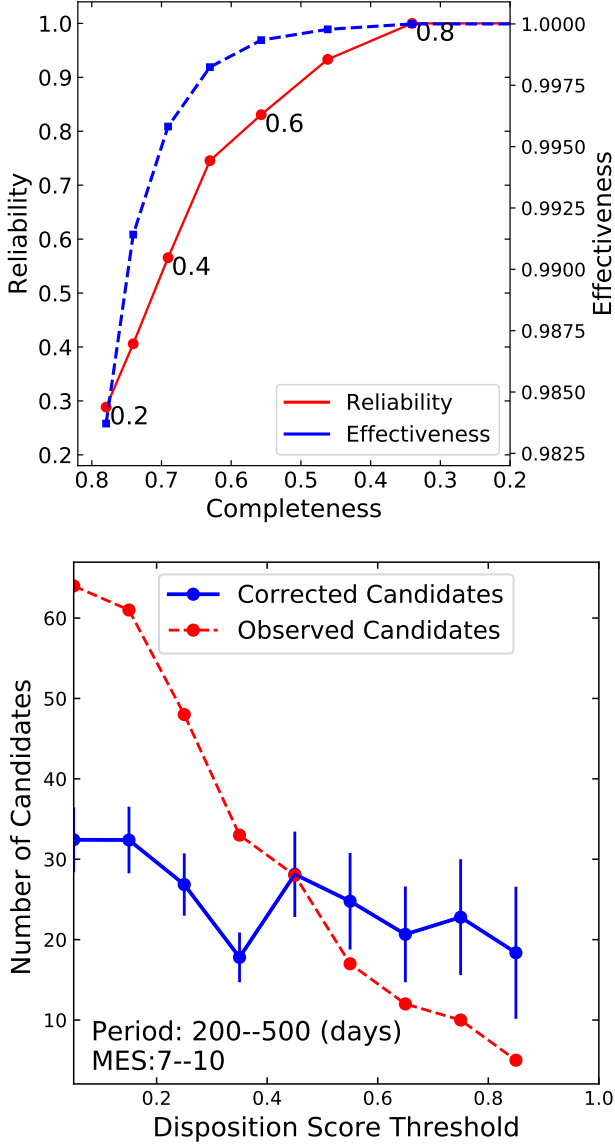 1.0
0.9
0.8
0.7
0.6
0.5
0.4
0.3
0.2
Reliability
1.0000
0.9975
0.9950
0.9925
0.9900
0.9875
0.9850
0.9825
Effectiveness
0.8
0.6
0.4
0.2
Reliability
Effectiveness
0.8 0.7 0.6 0.5 0.4 0.3 0.2
Completeness
Corrected Candidates
Observed Candidates
60
50
40
30
20
10
Number of Candidates
Period: 200--500 (days)
MES:7--10
0.2 0.4 0.6 0.8 1.0
Disposition Score Threshold